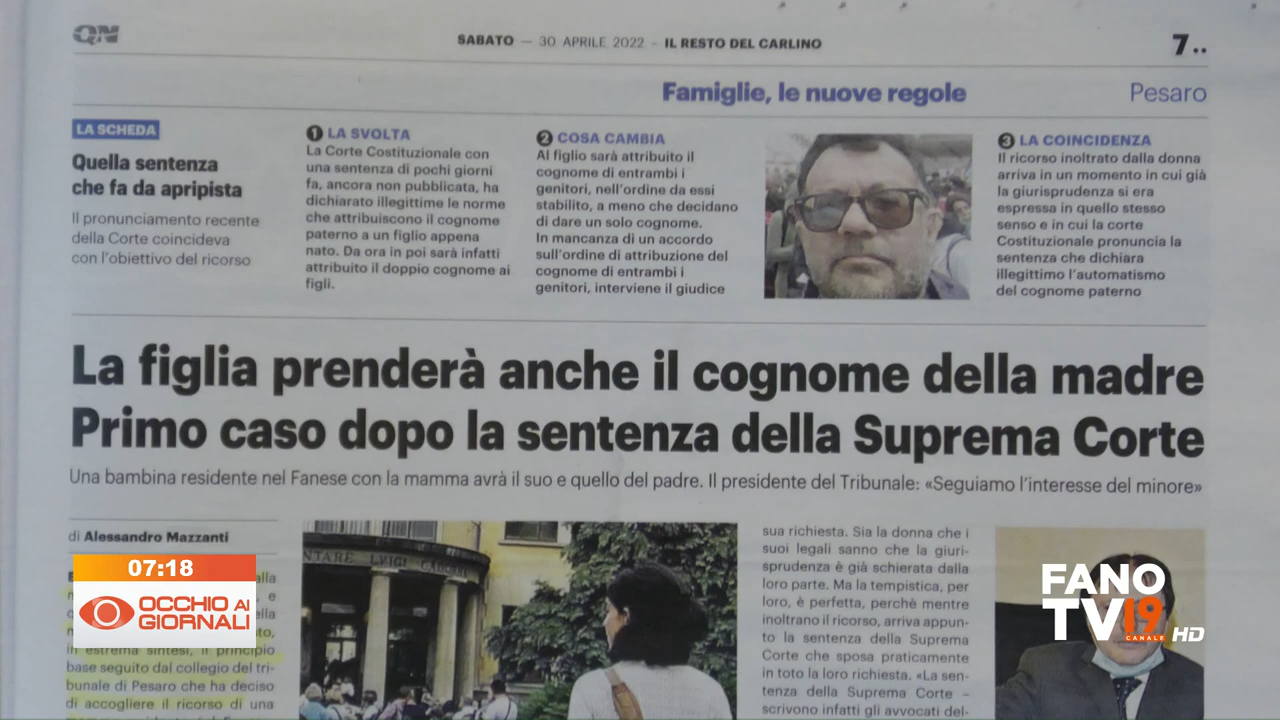 QN
SABATO — 30 APRILE 2022 – IL RESTO DEL CARLINO
7..
Famiglie, le nuove regole
Pesaro
LA SCHEDA
Quella sentenza
che fa da apripista
Il pronunciamento recente
della Corte coincideva
con l'obiettivo del ricorso
1 LA SVOLTA
La Corte Costituzionale con
una sentenza di pochi giorni
fa, ancora non pubblicata, ha
dichiarato illegittime le norme
che attribuiscono il cognome
paterno a un figlio appena
nato. Da ora in poi sarà infatti
attribuito il doppio cognome ai
figli.
2 COSA CAMBIA
Al figlio sarà attribuito il
cognome di entrambi i
genitori, nell'ordine da essi
stabilito, a meno che decidano
di dare un solo cognome.
In mancanza di un accordo
sull'ordine di attribuzione del
cognome di entrambi i
genitori, interviene il giudice
3 LA COINCIDENZA
Il ricorso inoltrato dalla donna
arriva in un momento in cui già
la giurisprudenza si era
espressa in quello stesso
senso e in cui la corte
Costituzionale pronuncia la
sentenza che dichiara
illegittimo l'automatismo
del cognome paterno
La figlia prenderà anche il cognome della madre
Primo caso dopo la sentenza della Suprema Corte
Una bambina residente nel Fanese con la mamma avrà il suo e quello del padre. Il presidente del Tribunale: «Seguiamo l'interesse del minore»
di Alessandro Mazzanti
in estrema sintesi, il principio
base seguito dal collegio del tri-
bunale di Pesaro che ha deciso
di accogliere il ricorso di una
NTARE LUIGI
sua richiesta. Sia la donna che i
suoi legali sanno che la giuri-
sprudenza è già schierata dalla
loro parte. Ma la tempistica, per
loro, è perfetta, perchè mentre
inoltrano il ricorso, arriva appun-
to la sentenza della Suprema
Corte che sposa praticamente
in toto la loro richiesta. «La sen-
tenza della Suprema Corte –
scrivono infatti gli avvocati del-
07:18
OCCHIO AI
GIORNALI
FANO
TV 19
CANALE
HD